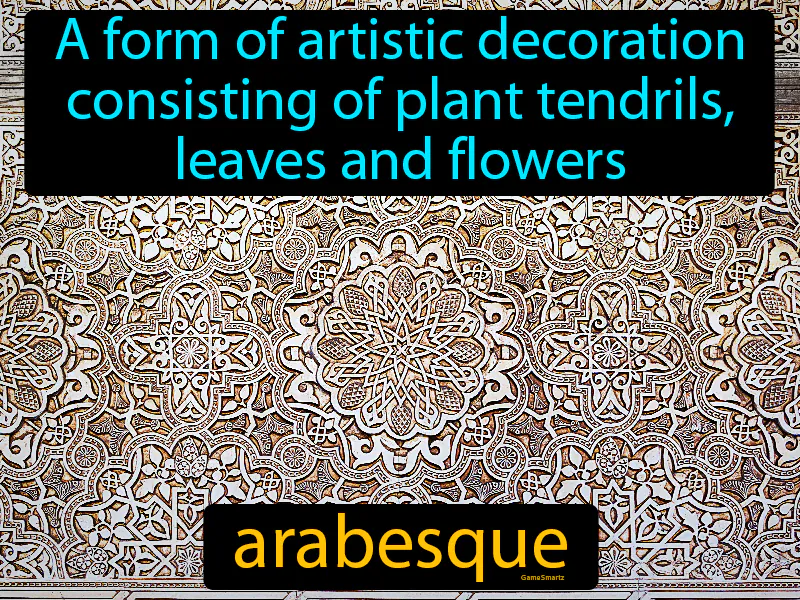 A form of artistic decoration
consisting of plant tendrils,
leaves and flowers
arabesque
GameSmartz